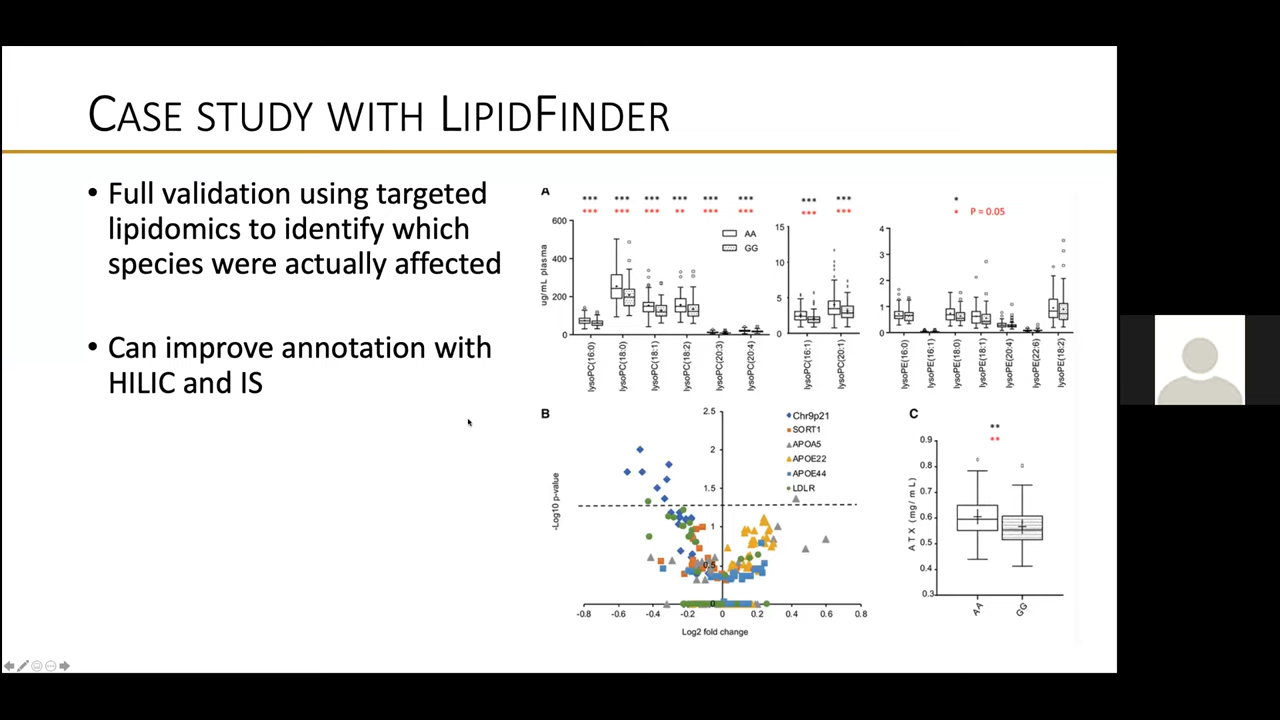 CASE STUDY WITH LIPIDFINDER
• Full validation using targeted
lipidomics to identify which
species were actually affected
• Can improve annotation with
HILIC and IS
A
*** *** *** *** *** ***
*** *** *** ** *** ***
*** ***
*** ***
*
* P = 0.05
ug/mL plasma
600
400
200
0
AA
GG
lysoPC(16:0)
lysoPC(18:0)
lysoPC(18:1)
lysoPC(18:2)
lysoPC(20:3)
lysoPC(20:4)
15
10
5
0
lysoPC(16:1)
lysoPC(20:1)
4
3
2
1
0
lysoPE(16:0)
lysoPE(16:1)
lysoPE(18:0)
lysoPE(18:1)
lysoPE(20:4)
lysoPE(22:6)
lysoPE(18:2)
B
-Log10 p-value
2.5
2
1.5
1
0.5
0
Chr9p21
SORT1
APOA5
APOE22
APOE44
LDLR
-0.8 -0.6 -0.4 -0.2 0 0.2 0.4 0.6 0.8
Log2 fold change
C
**
**
ATX (mg/ mL)
0.9
0.8
0.7
0.6
0.5
0.4
0.3
AA
GG